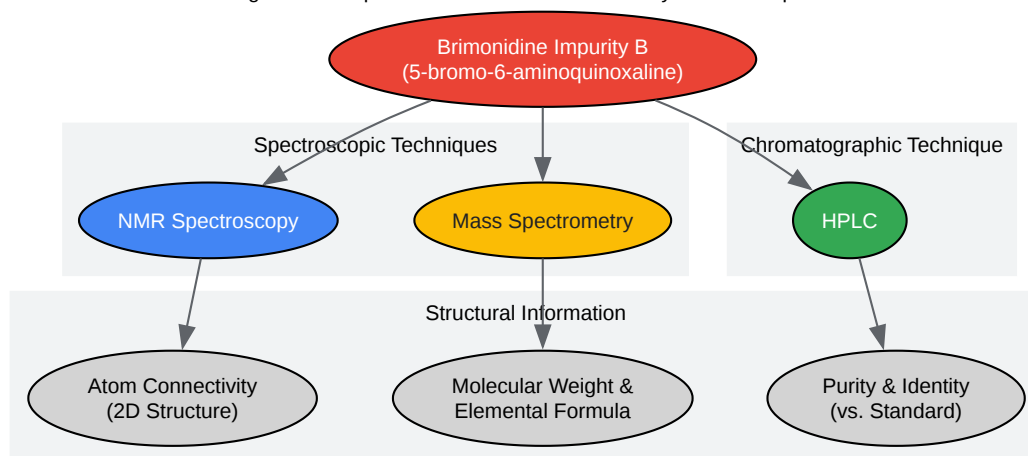 Brimonidine Impurity B
(5-bromo-6-aminoquinoxaline)
Spectroscopic Techniques
Chromatographic Technique
NMR Spectroscopy
Mass Spectrometry
HPLC
Structural Information
Atom Connectivity
(2D Structure)
Molecular Weight &
Elemental Formula
Purity & Identity
(vs. Standard)